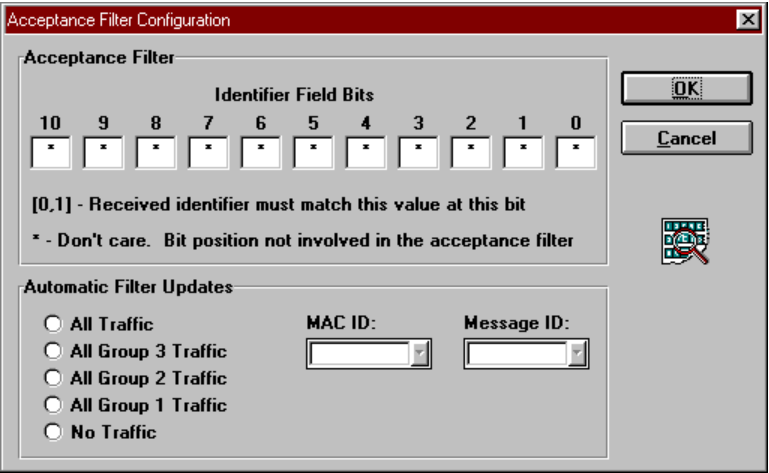 Acceptance Filter Configuration
Acceptance Filter
Identifier Field Bits
10 9 8 7 6 5 4 3 2 1 0
* * * * * * * * * * *
[0,1] - Received identifier must match this value at this bit
* - Don't care. Bit position not involved in the acceptance filter
OK
Cancel
Automatic Filter Updates
All Traffic
All Group 3 Traffic
All Group 2 Traffic
All Group 1 Traffic
No Traffic
MAC ID:
Message ID: